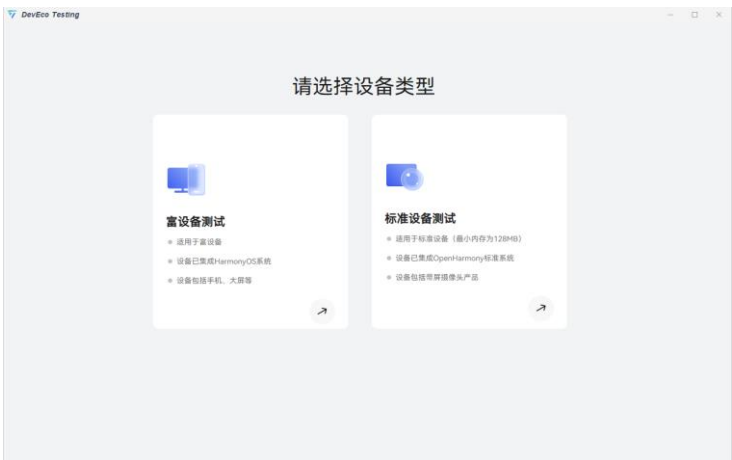 DevEco Testing
请选择设备类型
富设备测试
适用于富设备
设备已集成HarmonyOS系统
设备包括手机、大屏等
标准设备测试
适用于标准设备（最小内存为128MB）
设备已集成OpenHarmony标准系统
设备包括带屏摄像头产品